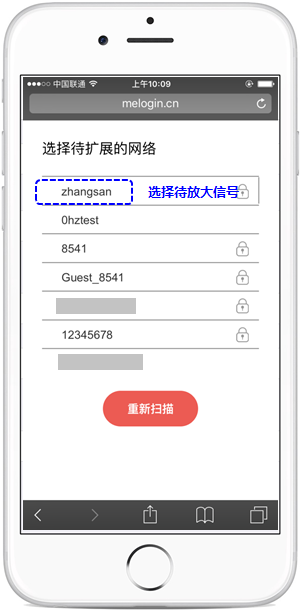 中国联通 上午10:09
melogin.cn
选择待扩展的网络
zhangsan 选择待放大信号
0hztest
8541
Guest_8541
12345678
重新扫描